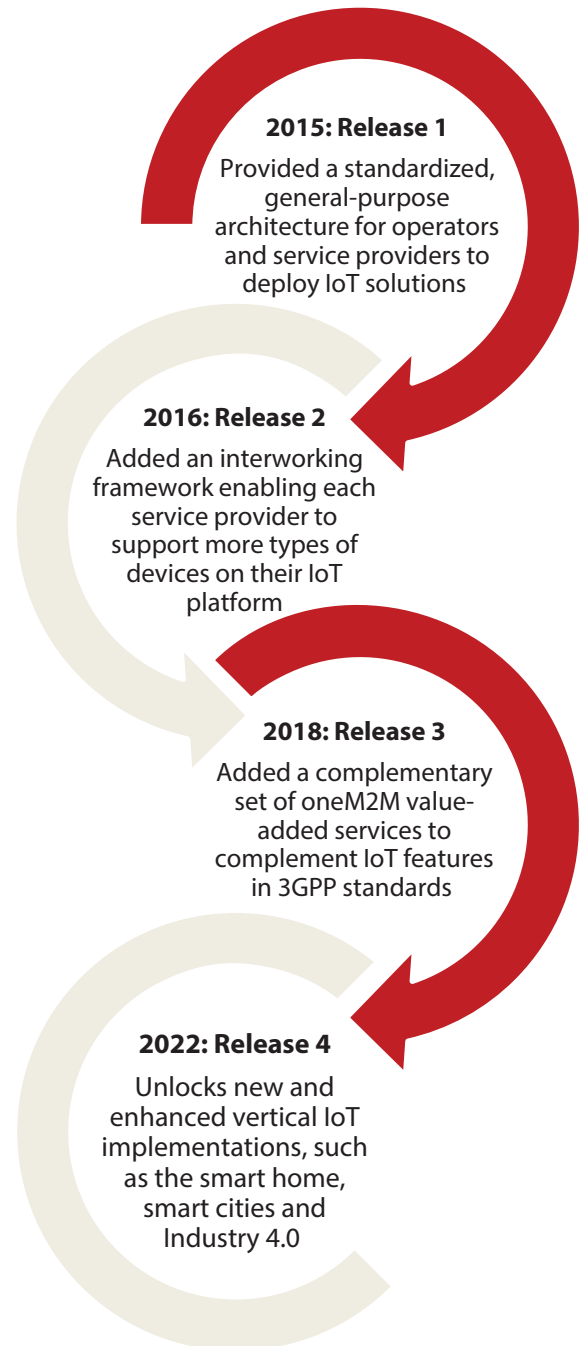 2015: Release 1
Provided a standardized,
general-purpose
architecture for operators
and service providers to
deploy IoT solutions
2016: Release 2
Added an interworking
framework enabling each
service provider to
support more types of
devices on their IoT
platform
2018: Release 3
Added a complementary
set of oneM2M value-
added services to
complement IoT features
in 3GPP standards
2022: Release 4
Unlocks new and
enhanced vertical IoT
implementations, such
as the smart home,
smart cities and
Industry 4.0